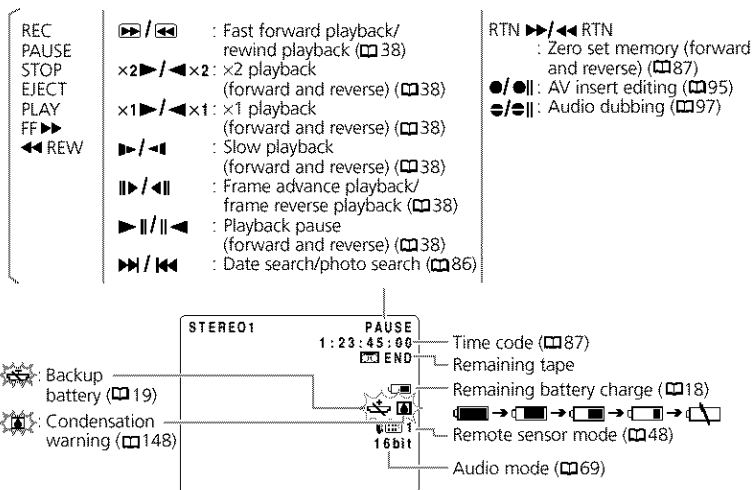 REC
PAUSE
STOP
EJECT
PLAY
FF ▶▶
◀◀ REW
▶▶ / ◀◀ : Fast forward playback/
rewind playback (38)
×2▶ / ◀×2 : ×2 playback
(forward and reverse) (38)
×1▶ / ◀×1 : ×1 playback
(forward and reverse) (38)
: Slow playback
(forward and reverse) (38)
: Frame advance playback/
frame reverse playback (38)
: Playback pause
(forward and reverse) (38)
: Date search/photo search (86)
RTN ▶▶/◀◀ RTN
: Zero set memory (forward
and reverse) (87)
: AV insert editing (95)
: Audio dubbing (97)
STEREO1 PAUSE
1:23:45:00
END
1
16bit
Backup
battery (19)
Condensation
warning (148)
Time code (87)
Remaining tape
Remaining battery charge (18)
Remote sensor mode (48)
Audio mode (69)